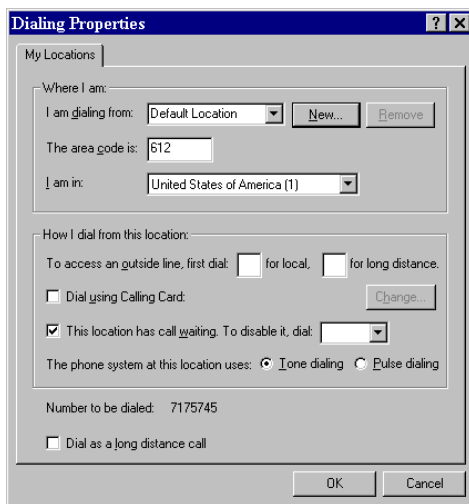 Dialing Properties
My Locations
Where I am:
I am dialing from: Default Location New... Remove
The area code is: 612
I am in: United States of America (1)
How I dial from this location:
To access an outside line, first dial: for local, for long distance.
Dial using Calling Card: Change...
This location has call waiting. To disable it, dial:
The phone system at this location uses: Tone dialing Pulse dialing
Number to be dialed: 7175745
Dial as a long distance call
OK Cancel